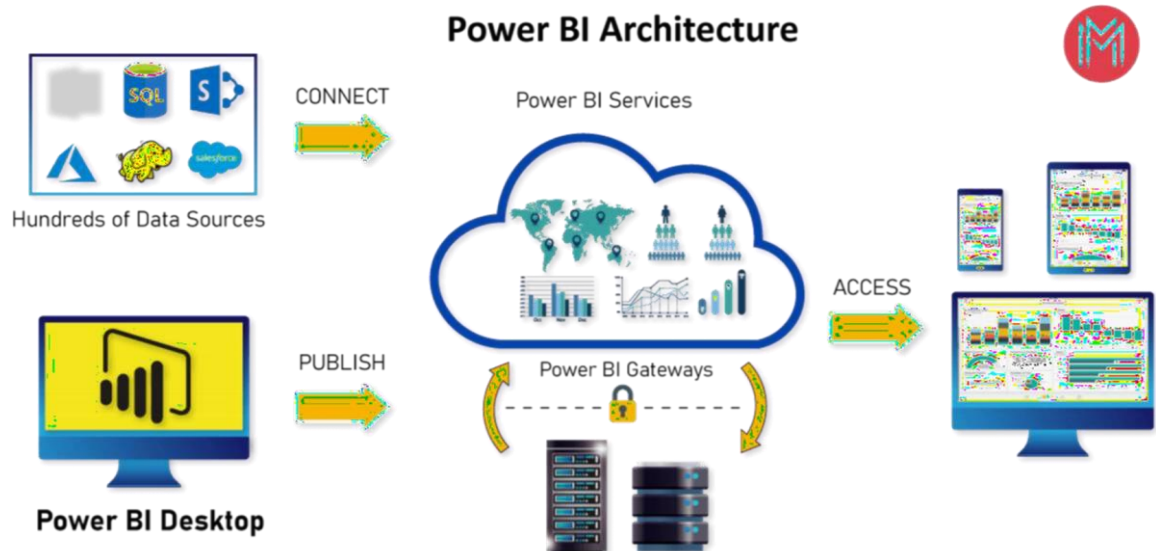 Power BI Architecture
CONNECT
Power BI Services
SQL
S
salesforce
Hundreds of Data Sources
ACCESS
PUBLISH
Power BI Gateways
Power BI Desktop